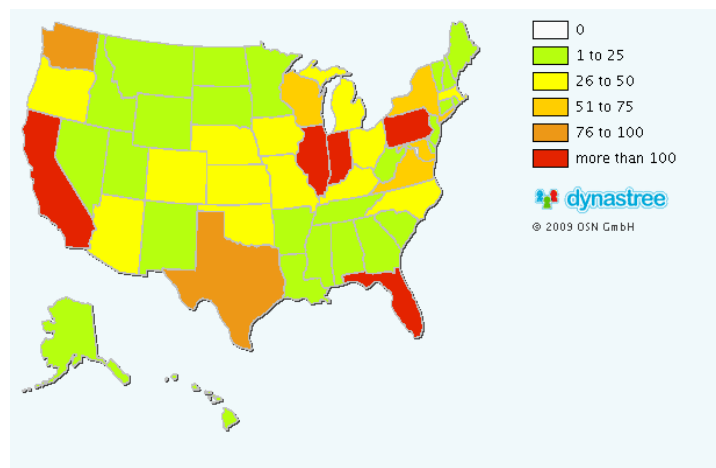 0
1 to 25
26 to 50
51 to 75
76 to 100
more than 100
dynastree
© 2009 OSN GmbH